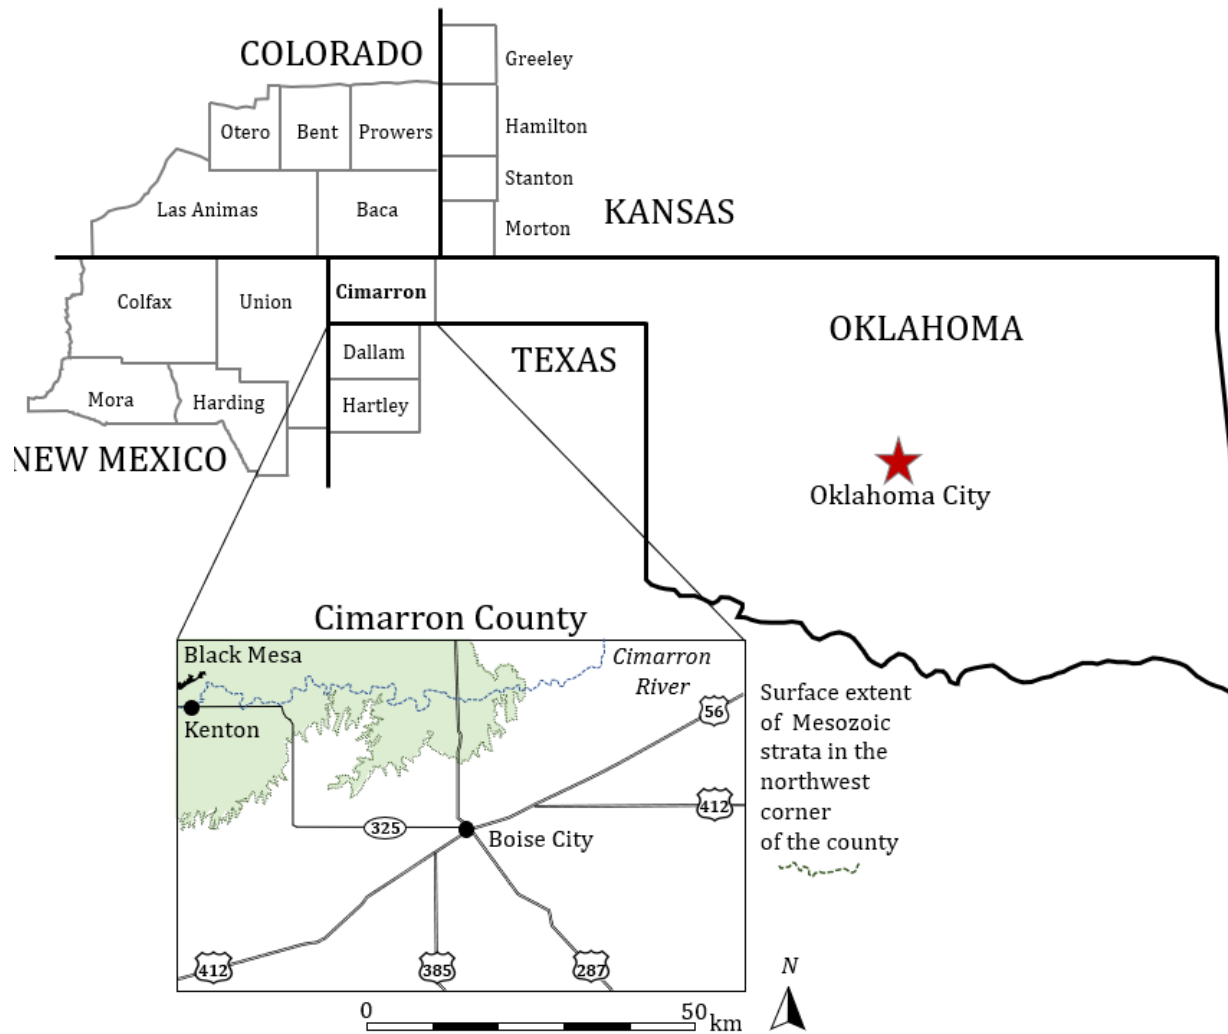 COLORADO
Greeley
Otero
Bent
Prowers
Hamilton
Stanton
Las Animas
Baca
Morton
KANSAS
Colfax
Union
Cimarron
OKLAHOMA
Dallam
TEXAS
Mora
Harding
Hartley
NEW MEXICO
Oklahoma City
Cimarron County
Black Mesa
Cimarron
River
Kenton
56
412
325
Boise City
412
385
287
Surface extent
of Mesozoic
strata in the
northwest
corner
of the county
N
0
50
km